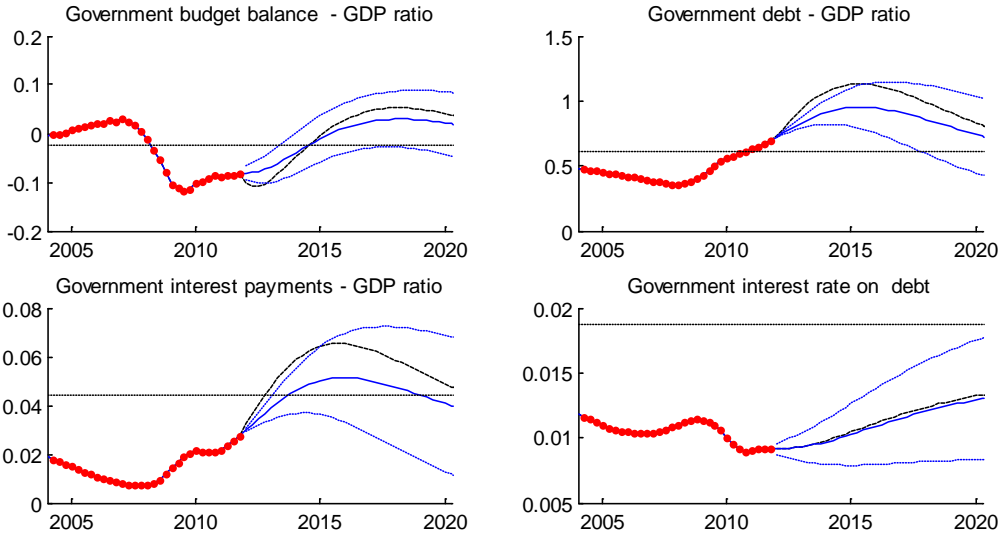 Government budget balance - GDP ratio
0.2
0.1
0
-0.1
-0.2
2005 2010 2015 2020
Government debt - GDP ratio
1.5
1
0.5
0
2005 2010 2015 2020
Government interest payments - GDP ratio
0.08
0.06
0.04
0.02
0
2005 2010 2015 2020
Government interest rate on debt
0.02
0.015
0.01
0.005
2005 2010 2015 2020